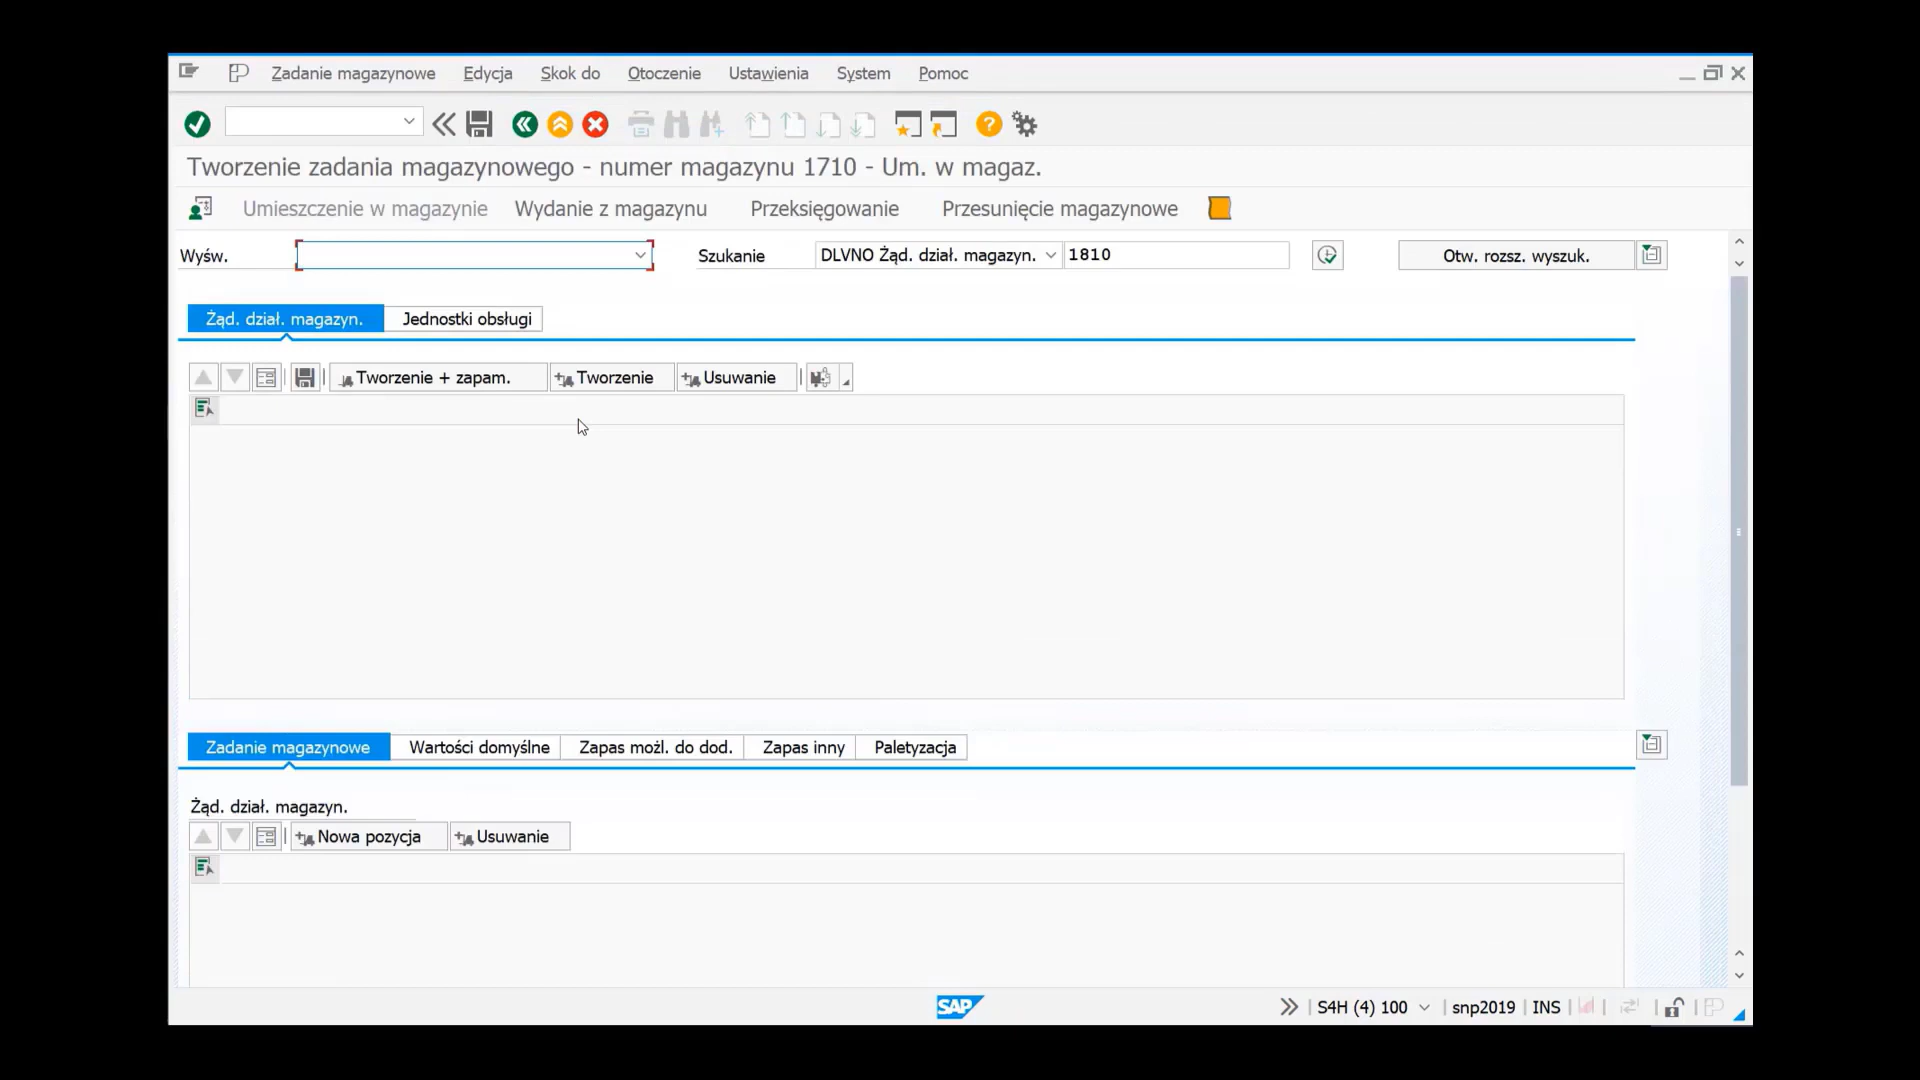 Zadanie magazynowe Edycja Skok do Otoczenie Ustawienia System Pomoc
Tworzenie zadania magazynowego - numer magazynu 1710 - Um. w magaz.
Umieszczenie w magazynie Wydanie z magazynu Przeksięgowanie Przesunięcie magazynowe
Wyśw. Szukanie DLVNO Żąd. dział. magazyn. 1810 Otw. rozsz. wyszuk.
Żąd. dział. magazyn. Jednostki obsługi
Tworzenie + zapam. Tworzenie Usuwanie
Zadanie magazynowe Wartości domyślne Zapas możl. do dod. Zapas inny Paletyzacja
Żąd. dział. magazyn.
Nowa pozycja Usuwanie
SAP S4H (4) 100 snp2019 INS